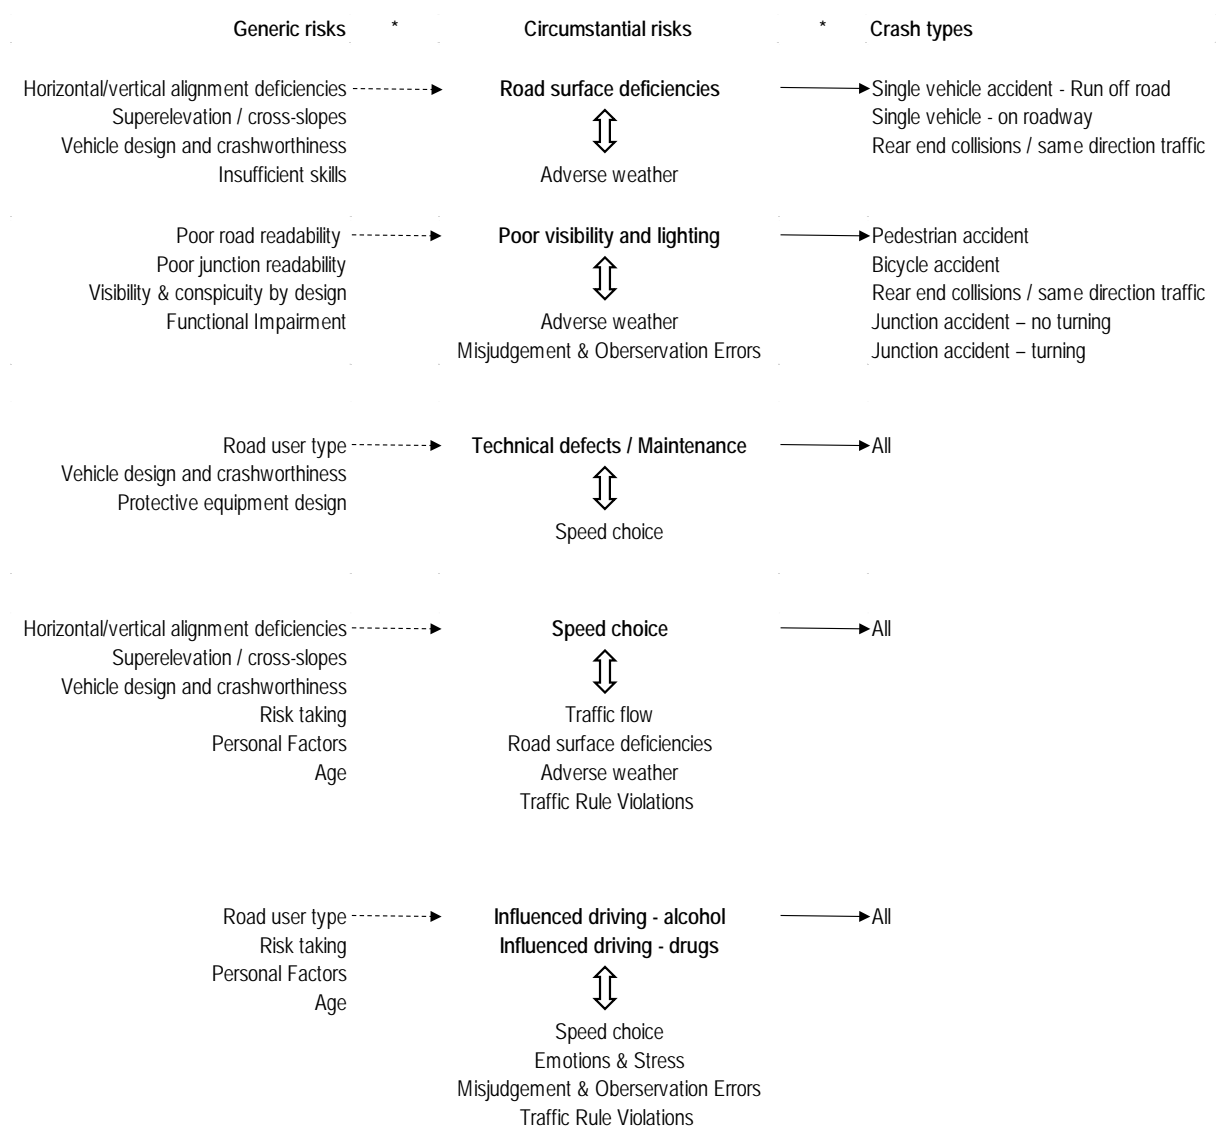 Generic risks * Circumstantial risks * Crash types
Horizontal/vertical alignment deficiencies Road surface deficiencies Single vehicle accident - Run off road
Superelevation / cross-slopes Single vehicle - on roadway
Vehicle design and crashworthiness Rear end collisions / same direction traffic
Insufficient skills Adverse weather
Poor road readability Poor visibility and lighting Pedestrian accident
Poor junction readability Bicycle accident
Visibility & conspicuity by design Rear end collisions / same direction traffic
Functional Impairment Adverse weather Junction accident – no turning
Misjudgement & Oberservation Errors Junction accident – turning
Road user type Technical defects / Maintenance All
Vehicle design and crashworthiness
Protective equipment design
Speed choice
Horizontal/vertical alignment deficiencies Speed choice All
Superelevation / cross-slopes
Vehicle design and crashworthiness
Risk taking Traffic flow
Personal Factors Road surface deficiencies
Age Adverse weather
Traffic Rule Violations
Road user type Influenced driving - alcohol All
Risk taking Influenced driving - drugs
Personal Factors
Age
Speed choice
Emotions & Stress
Misjudgement & Oberservation Errors
Traffic Rule Violations